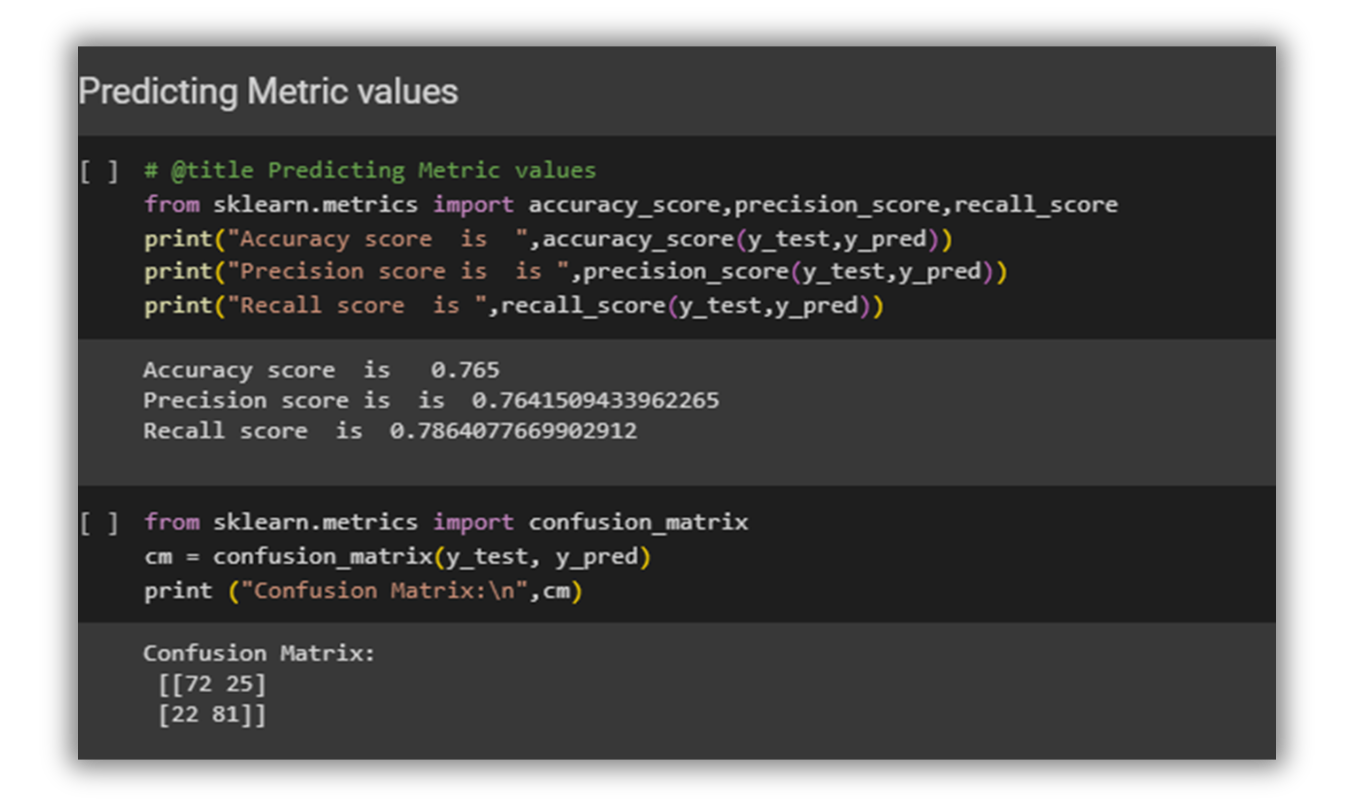 Predicting Metric values
[ ] # @title Predicting Metric values
from sklearn.metrics import accuracy_score,precision_score,recall_score
print("Accuracy score  is  ",accuracy_score(y_test,y_pred))
print("Precision score is  is ",precision_score(y_test,y_pred))
print("Recall score  is ",recall_score(y_test,y_pred))
Accuracy score  is   0.765
Precision score is  is  0.7641509433962265
Recall score  is  0.7864077669902912
[ ] from sklearn.metrics import confusion_matrix
cm = confusion_matrix(y_test, y_pred)
print ("Confusion Matrix:\n",cm)
Confusion Matrix:
 [[72 25]
 [22 81]]